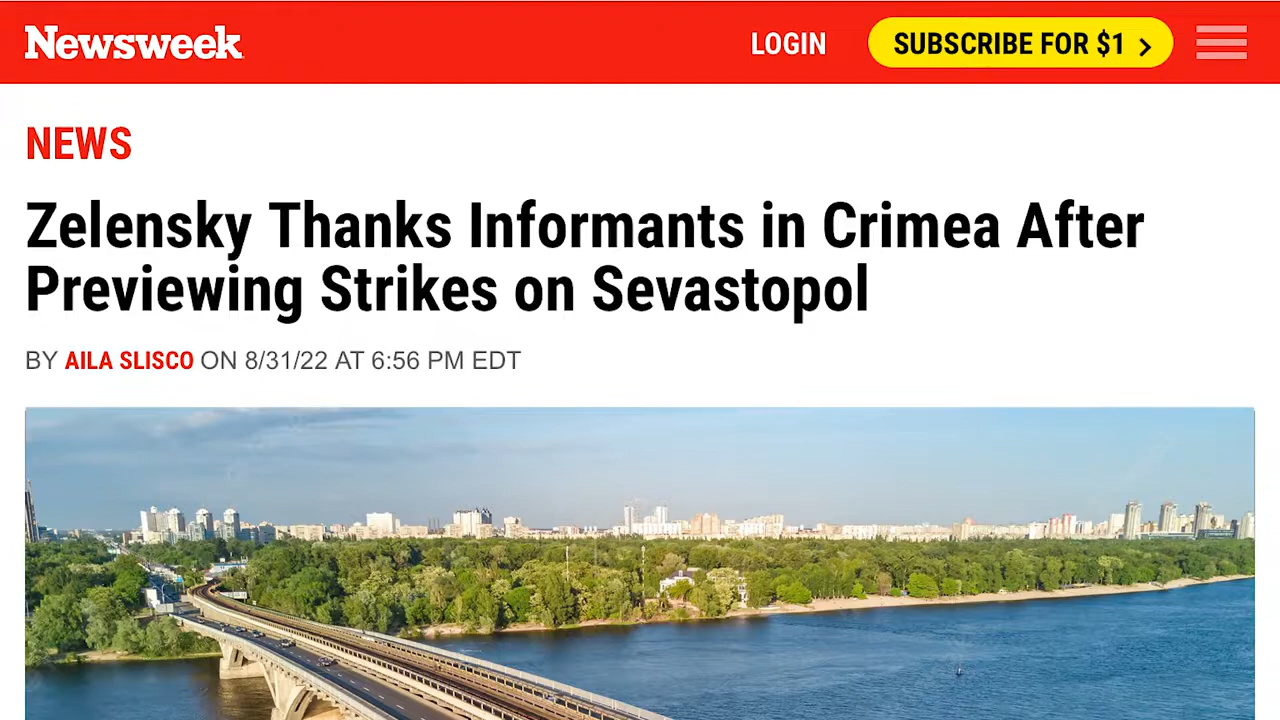 Newsweek
LOGIN
SUBSCRIBE FOR $1
NEWS
Zelensky Thanks Informants in Crimea After
Previewing Strikes on Sevastopol
BY AILA SLISCO ON 8/31/22 AT 6:56 PM EDT